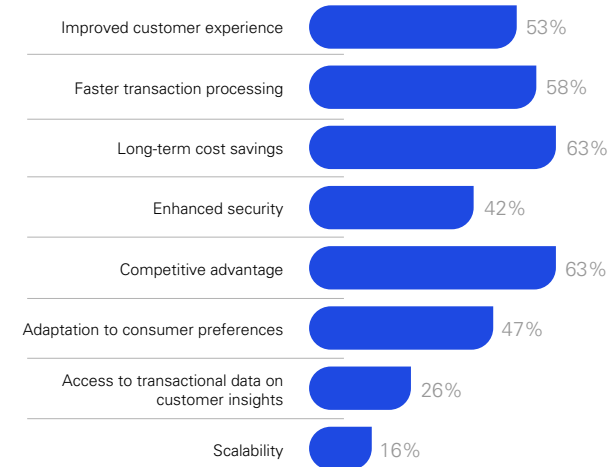 Improved customer experience 53%
Faster transaction processing 58%
Long-term cost savings 63%
Enhanced security 42%
Competitive advantage 63%
Adaptation to consumer preferences 47%
Access to transactional data on
customer insights 26%
Scalability 16%